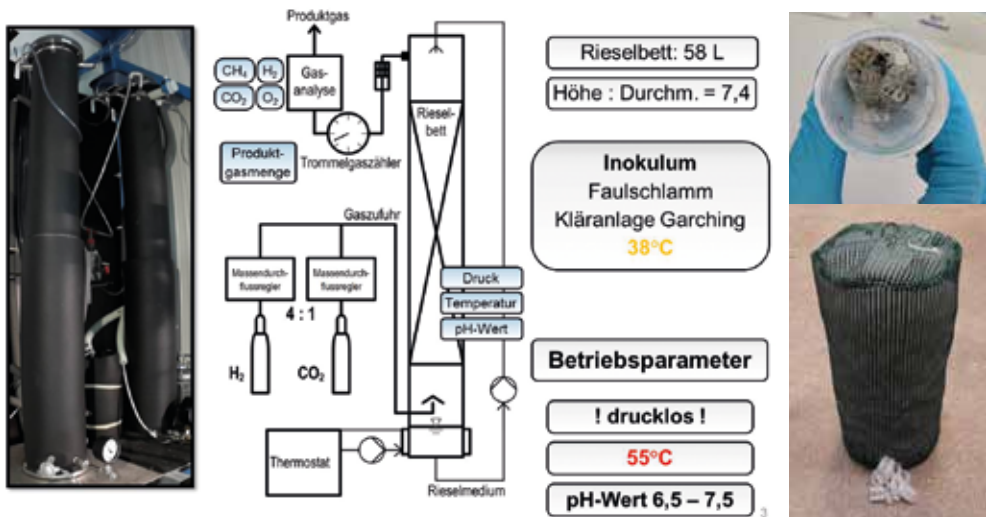 Produktgas
CH₄
H₂
CO₂
O₂
Gas-
analyse
Trommelgaszähler
Produkt-
gasmenge
Riesel-
bett
Gaszufuhr
Massendurch-
flussregler
Massendurch-
flussregler
4 : 1
H₂
CO₂
Druck
Temperatur
pH-Wert
Thermostat
Rieselmedium
Rieselbett: 58 L
Höhe : Durchm. = 7,4
Inokulum
Faulschlamm
Kläranlage Garching
38°C
Betriebsparameter
! drucklos !
55°C
pH-Wert 6,5 – 7,5
3